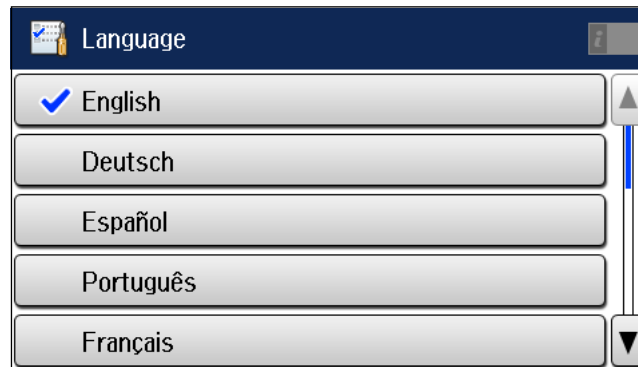 Language
i
English
Deutsch
Español
Português
Français